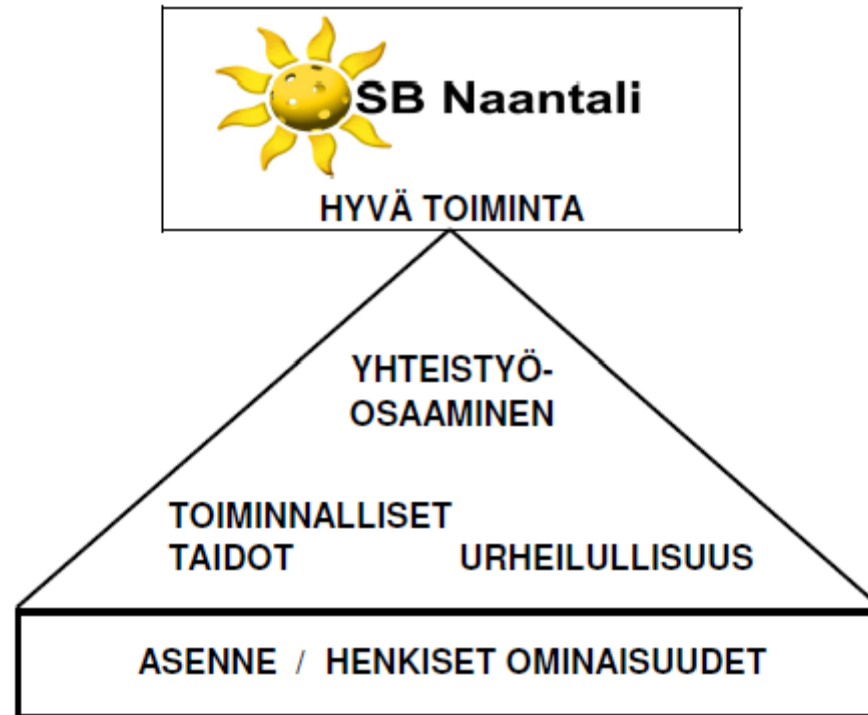 SB Naantali
HYVÄ TOIMINTA
YHTEISTYÖ-
OSAAMINEN
TOIMINNALLISET
TAIDOT URHEILULLISUUS
ASENNE / HENKISET OMINAISUUDET